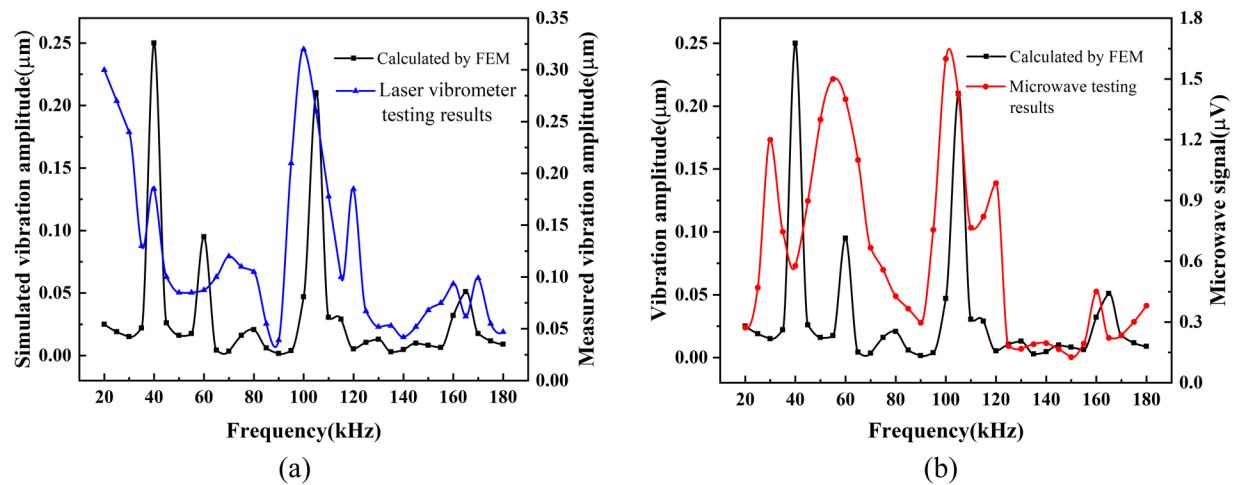 Simulated vibration amplitude(μm)
0.25
0.20
0.15
0.10
0.05
0.00
Calculated by FEM
Laser vibrometer
testing results
0.35
0.30
0.25
0.20
0.15
0.10
0.05
0.00
Measured vibration amplitude(μm)
20 40 60 80 100 120 140 160 180
Frequency(kHz)
(a)
Vibration amplitude(μm)
0.25
0.20
0.15
0.10
0.05
0.00
Calculated by FEM
Microwave testing
results
1.8
1.5
1.2
0.9
0.6
0.3
0.0
Microwave signal(μV)
20 40 60 80 100 120 140 160 180
Frequency(kHz)
(b)